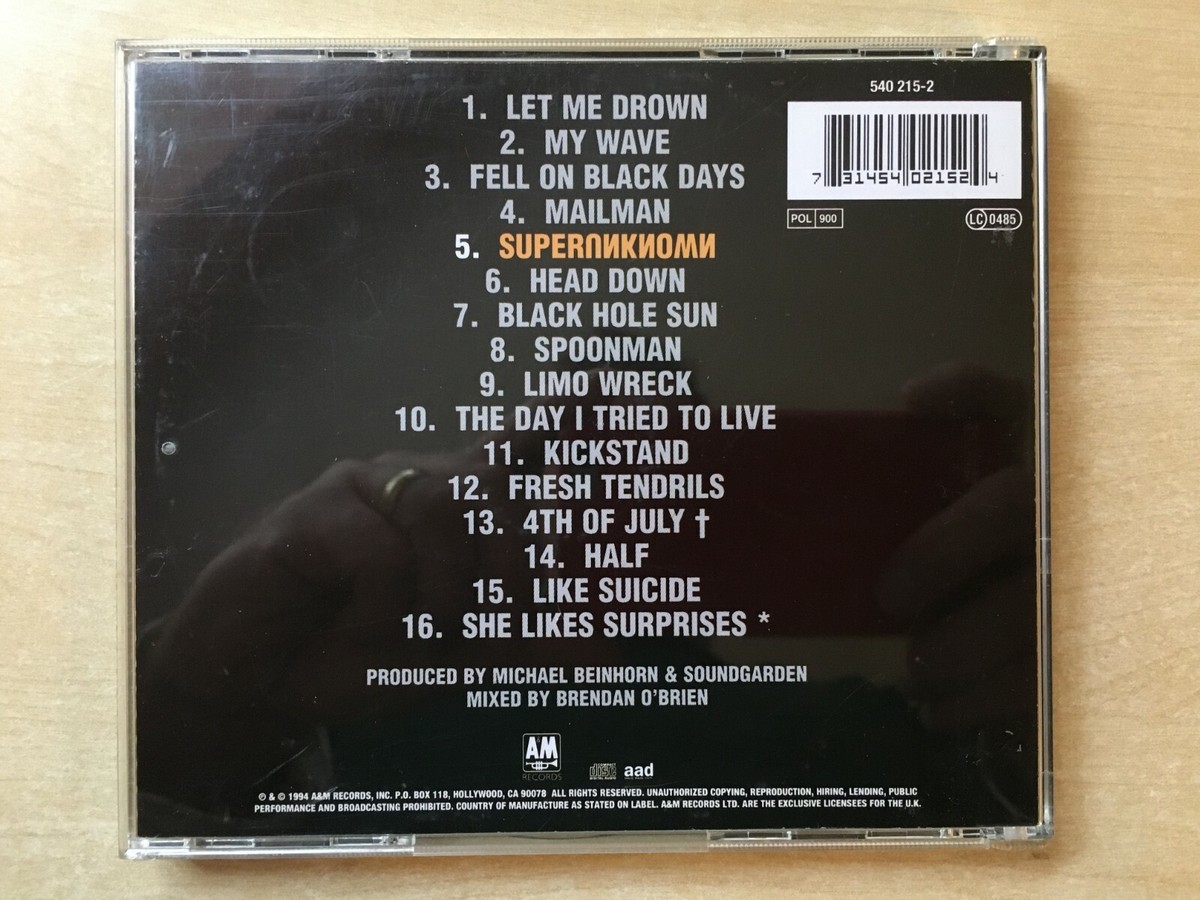 540 215-2
7 31454 02152 4
POL 900
LC 0485
1. LET ME DROWN
2. MY WAVE
3. FELL ON BLACK DAYS
4. MAILMAN
5. SUPERUNKNOWN
6. HEAD DOWN
7. BLACK HOLE SUN
8. SPOONMAN
9. LIMO WRECK
10. THE DAY I TRIED TO LIVE
11. KICKSTAND
12. FRESH TENDRILS
13. 4TH OF JULY †
14. HALF
15. LIKE SUICIDE
16. SHE LIKES SURPRISES *
PRODUCED BY MICHAEL BEINHORN & SOUNDGARDEN
MIXED BY BRENDAN O'BRIEN
A&M
RECORDS
COMPACT
disc
DIGITAL AUDIO
aad
℗ & © 1994 A&M RECORDS, INC. P.O. BOX 118, HOLLYWOOD, CA 90078 ALL RIGHTS RESERVED. UNAUTHORIZED COPYING, REPRODUCTION, HIRING, LENDING, PUBLIC
PERFORMANCE AND BROADCASTING PROHIBITED. COUNTRY OF MANUFACTURE AS STATED ON LABEL. A&M RECORDS LTD. ARE THE EXCLUSIVE LICENSEES FOR THE U.K.